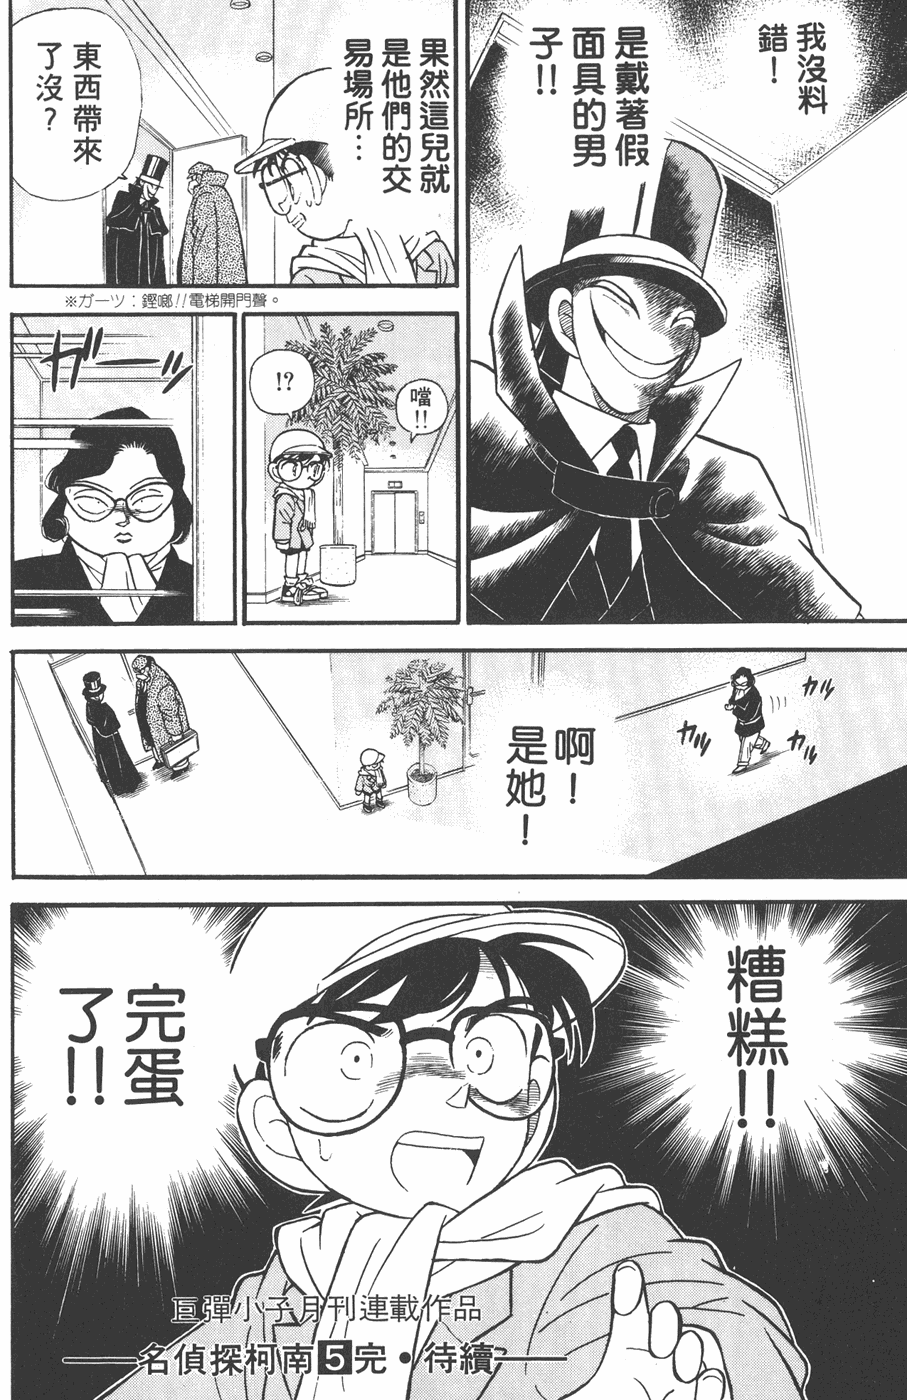 我沒料
錯！
是戴著假
面具的男
子!!
果然這兒就
是他們的交
易場所…
東西帶來
了沒？
※ガーツ：鏗啷!!電梯開門聲。
噹!!
!?
ガーーッ
啊！
是她！
カツ
カツ
カツ
糟糕!!
完蛋
了!!
巨彈小子月刊連載作品
名偵探柯南5完・待續